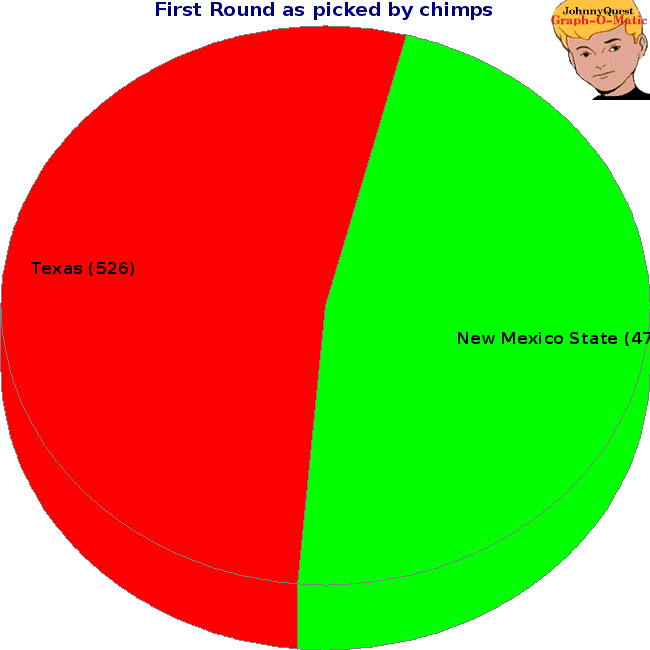 First Round as picked by chimps
JohnnyQuest
Graph-O-Matic
Texas (526)
New Mexico State (47